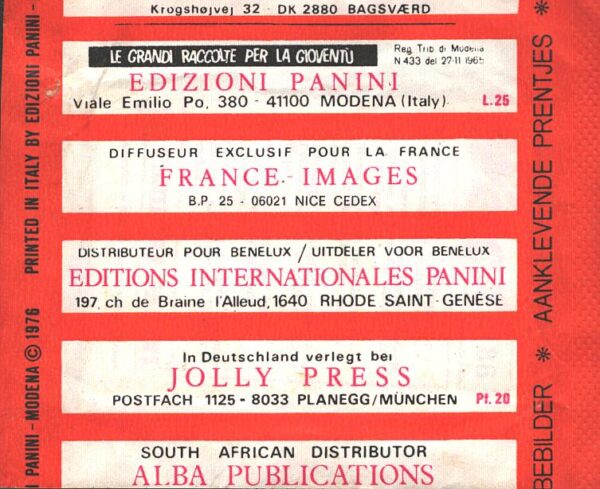 Krogshøjvej 32 · DK 2880 BAGSVÆRD
LE GRANDI RACCOLTE PER LA GIOVENTÙ
Reg. Trib di Modena
N 433 del 27-11 1965
EDIZIONI PANINI
Viale Emilio Po, 380 - 41100 MODENA (Italy)
L.25
DIFFUSEUR EXCLUSIF POUR LA FRANCE
FRANCE-IMAGES
B.P. 25 - 06021 NICE CEDEX
DISTRIBUTEUR POUR BENELUX / UITDELER VOOR BENELUX
EDITIONS INTERNATIONALES PANINI
197, ch de Braine l'Alleud, 1640 RHODE SAINT-GENÈSE
In Deutschland verlegt bei
JOLLY PRESS
POSTFACH 1125 - 8033 PLANEGG/MÜNCHEN
Pf. 20
SOUTH AFRICAN DISTRIBUTOR
ALBA PUBLICATIONS
I PANINI - MODENA © 1976 PRINTED IN ITALY BY EDIZIONI PANINI -
BEBILDER * AANKLEVENDE PRENTJES *